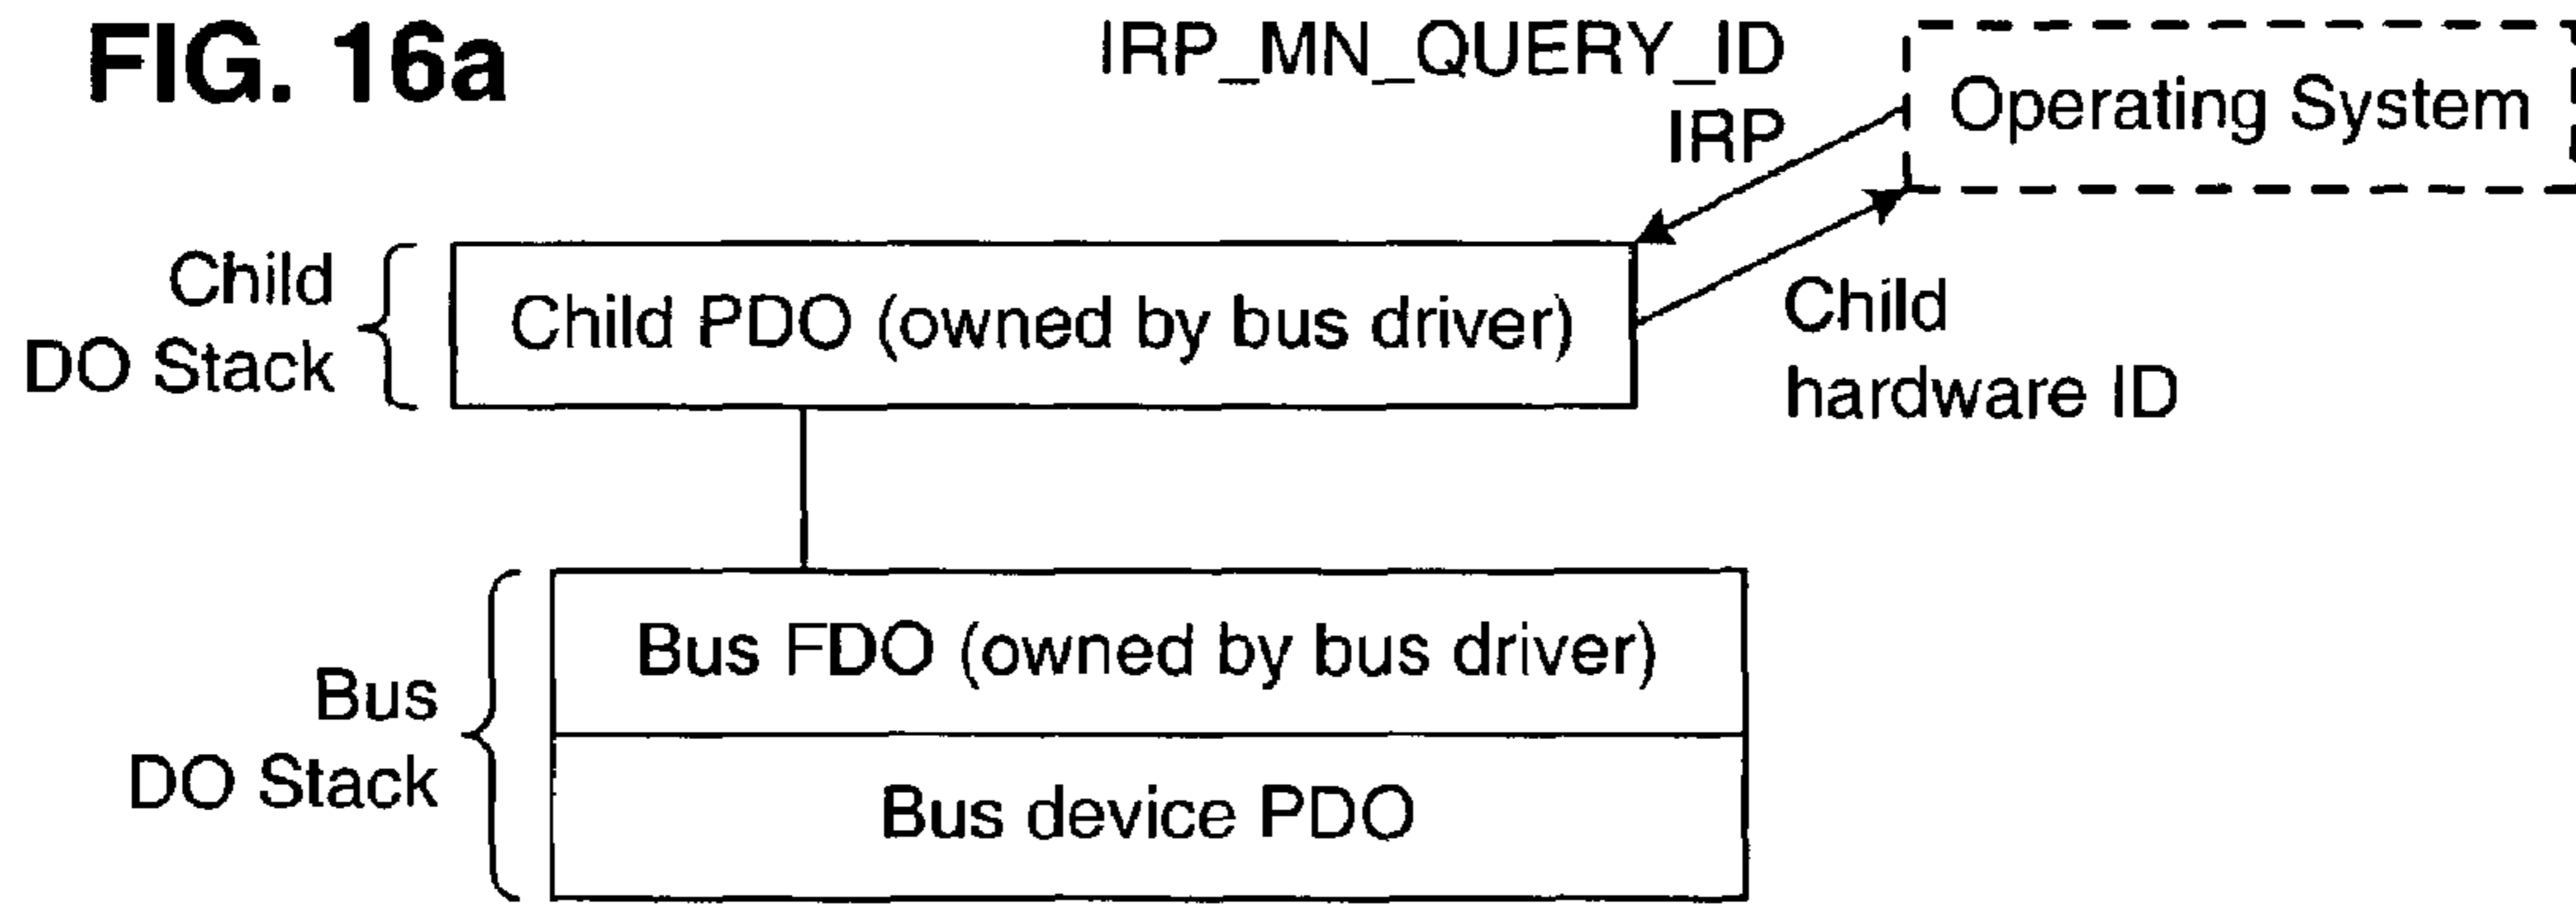 FIG. 16a
IRP_MN_QUERY_ID
IRP
Operating System
Child
DO Stack
Child PDO (owned by bus driver)
Child
hardware ID
Bus
DO Stack
Bus FDO (owned by bus driver)
Bus device PDO